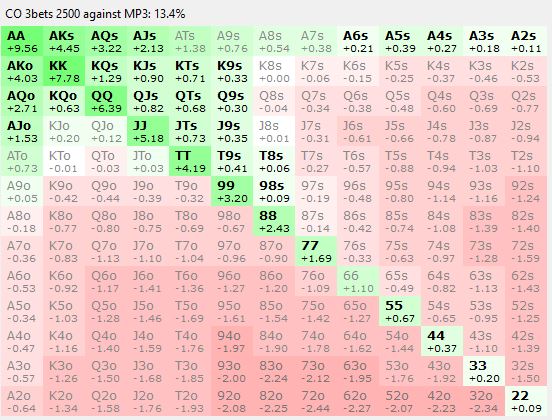 CO 3bets 2500 against MP3: 13.4%
AA AKs AQs AJs ATs A9s A8s A7s A6s A5s A4s A3s A2s
+9.56 +4.45 +3.22 +2.13 +1.38 +0.76 +0.54 +0.38 +0.21 +0.39 +0.27 +0.18 +0.11
AKo KK KQs KJs KTs K9s K8s K7s K6s K5s K4s K3s K2s
+4.03 +7.78 +1.29 +0.90 +0.71 +0.33 -0.00 -0.06 -0.15 -0.25 -0.37 -0.46 -0.53
AQo KQo QQ QJs QTs Q9s Q8s Q7s Q6s Q5s Q4s Q3s Q2s
+2.71 +0.63 +6.39 +0.82 +0.68 +0.30 -0.04 -0.34 -0.38 -0.48 -0.60 -0.69 -0.77
AJo KJo QJo JJ JTs J9s J8s J7s J6s J5s J4s J3s J2s
+1.53 +0.20 +0.12 +5.18 +0.73 +0.35 +0.01 -0.31 -0.61 -0.66 -0.78 -0.87 -0.94
ATo KTo QTo JTo TT T9s T8s T7s T6s T5s T4s T3s T2s
+0.73 -0.01 -0.03 +0.03 +4.19 +0.41 +0.06 -0.27 -0.57 -0.88 -0.94 -1.03 -1.10
A9o K9o Q9o J9o T9o 99 98s 97s 96s 95s 94s 93s 92s
+0.05 -0.42 -0.44 -0.39 -0.32 +3.20 +0.09 -0.19 -0.48 -0.80 -1.14 -1.16 -1.24
A8o K8o Q8o J8o T8o 98o 88 87s 86s 85s 84s 83s 82s
-0.18 -0.77 -0.80 -0.75 -0.69 -0.67 +2.43 -0.14 -0.42 -0.74 -1.08 -1.39 -1.40
A7o K7o Q7o J7o T7o 97o 87o 77 76s 75s 74s 73s 72s
-0.36 -0.83 -1.13 -1.10 -1.04 -0.96 -0.90 +1.69 -0.33 -0.63 -0.97 -1.28 -1.59
A6o K6o Q6o J6o T6o 96o 86o 76o 66 65s 64s 63s 62s
-0.53 -0.92 -1.17 -1.41 -1.36 -1.27 -1.20 -1.09 +1.10 -0.49 -0.82 -1.13 -1.43
A5o K5o Q5o J5o T5o 95o 85o 75o 65o 55 54s 53s 52s
-0.34 -1.03 -1.28 -1.46 -1.69 -1.61 -1.54 -1.42 -1.27 +0.67 -0.65 -0.95 -1.25
A4o K4o Q4o J4o T4o 94o 84o 74o 64o 54o 44 43s 42s
-0.47 -1.16 -1.40 -1.59 -1.76 -1.97 -1.90 -1.78 -1.62 -1.44 +0.37 -1.10 -1.39
A3o K3o Q3o J3o T3o 93o 83o 73o 63o 53o 43o 33 32s
-0.57 -1.26 -1.50 -1.68 -1.85 -2.00 -2.24 -2.12 -1.95 -1.76 -1.92 +0.20 -1.50
A2o K2o Q2o J2o T2o 92o 82o 72o 62o 52o 42o 32o 22
-0.64 -1.34 -1.58 -1.76 -1.93 -2.08 -2.25 -2.44 -2.27 -2.07 -2.23 -2.34 +0.09